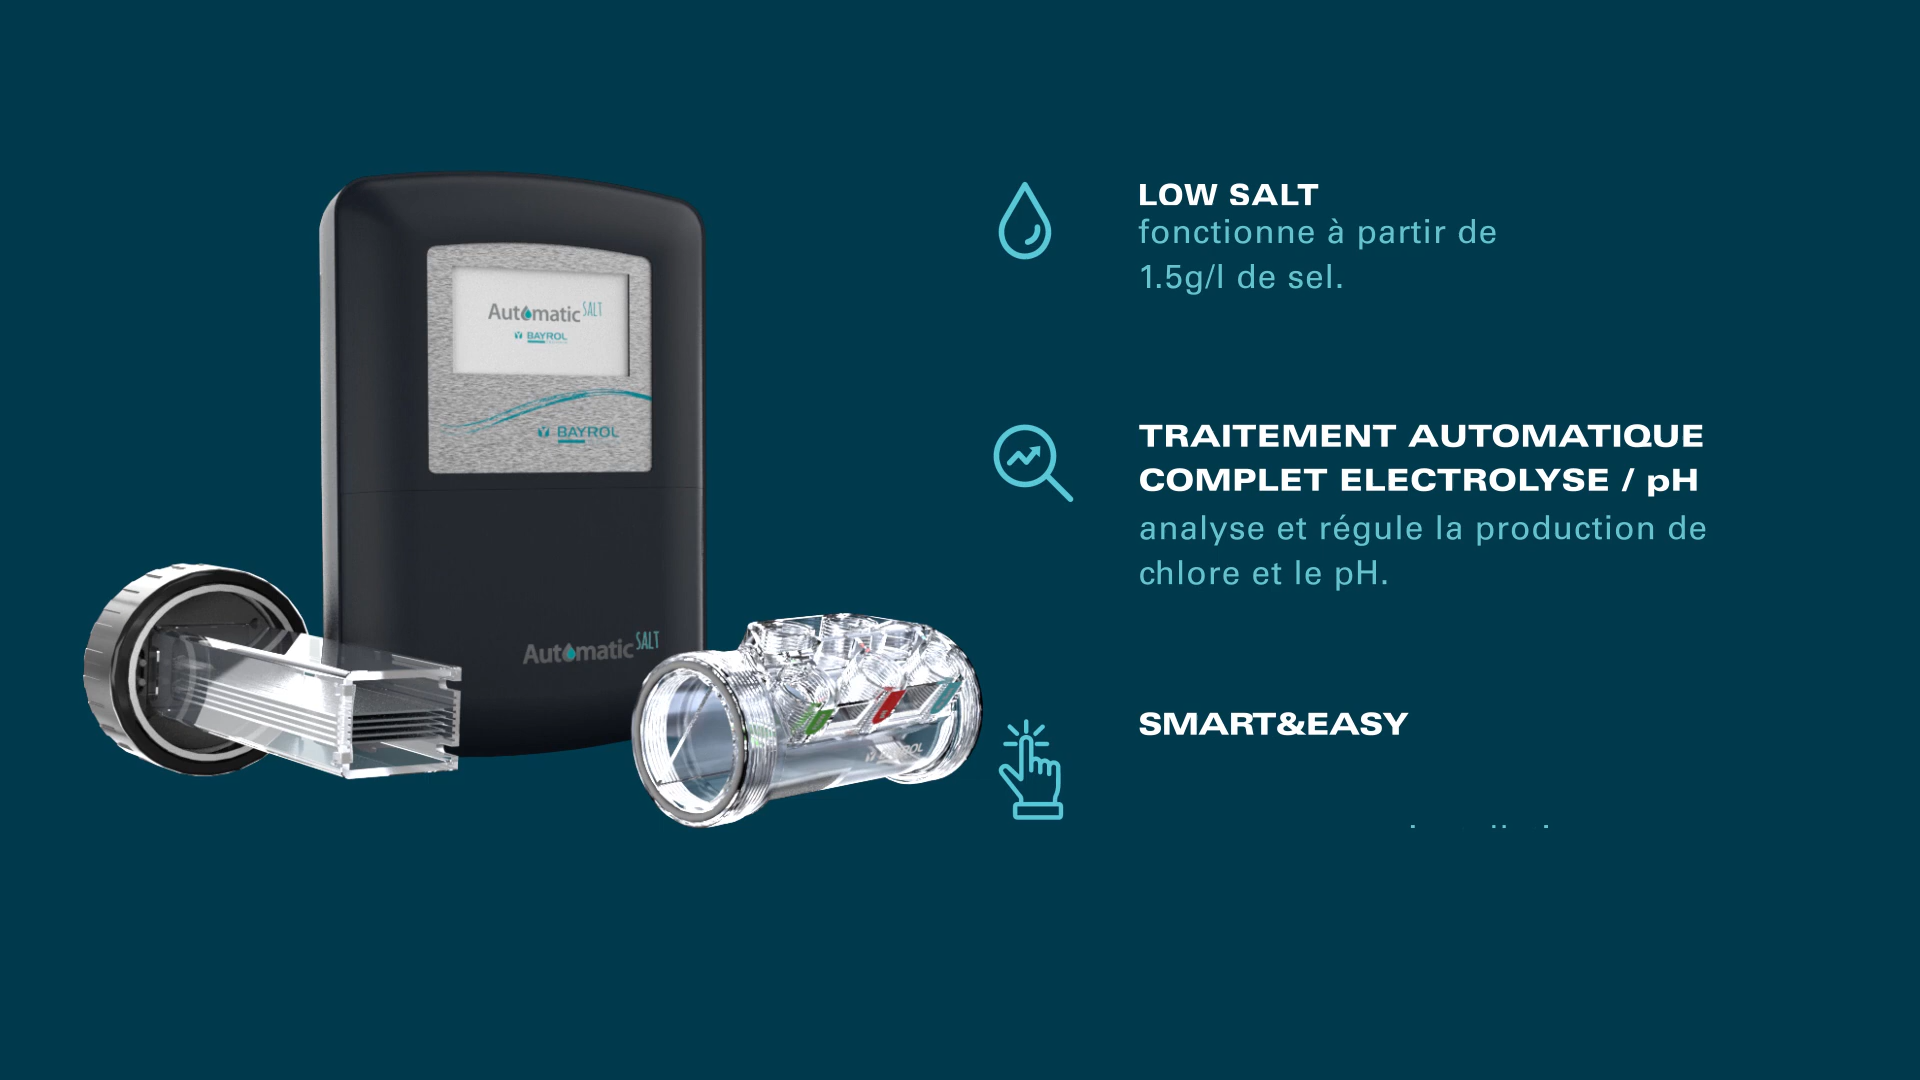 Automatic SALT
BAYROL
BAYROL
Automatic SALT
BAYROL
LOW SALT
fonctionne à partir de
1.5g/l de sel.
TRAITEMENT AUTOMATIQUE
COMPLET ELECTROLYSE / pH
analyse et régule la production de
chlore et le pH.
SMART&EASY